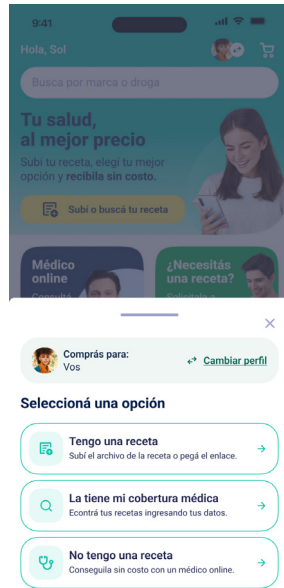 9:41
Hola, Sol
Busca por marca o droga
Tu salud,
al mejor precio
Subí tu receta, elegí tu mejor
opción y recibila sin costo.
Subí o buscá tu receta
Médico
online
¿Necesitás
una receta?
Consultá
Solicitala a
Comprás para:
Vos
Cambiar perfil
Seleccioná una opción
Tengo una receta
Subí el archivo de la receta o pegá el enlace.
La tiene mi cobertura médica
Econtrá tus recetas ingresando tus datos.
No tengo una receta
Conseguila sin costo con un médico online.